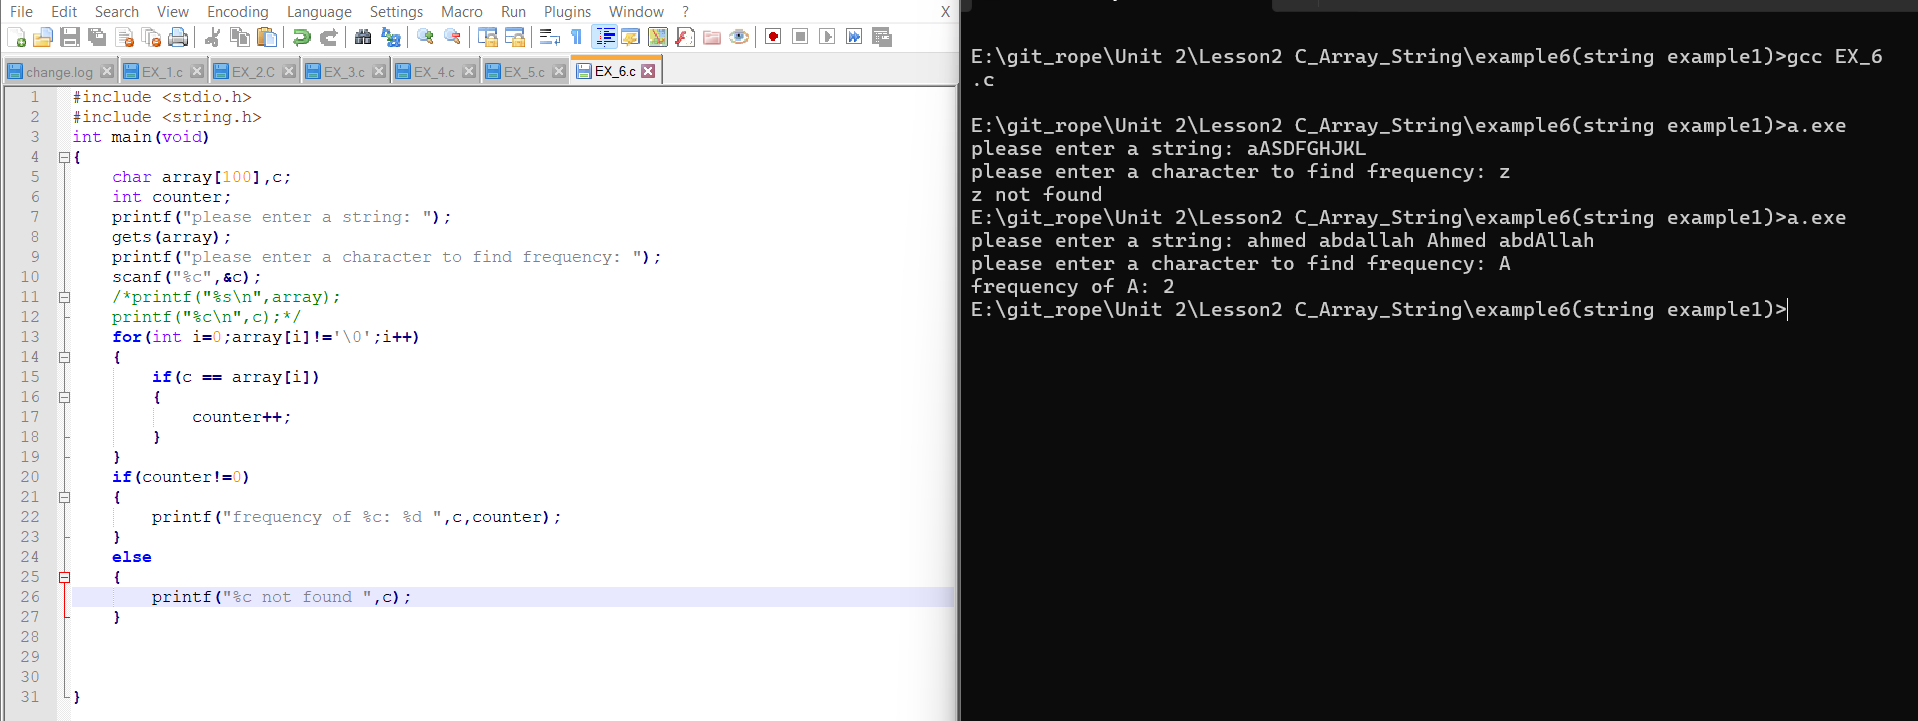 File Edit Search View Encoding Language Settings Macro Run Plugins Window ? X
change.log EX_1.c EX_2.C EX_3.c EX_4.c EX_5.c EX_6.c
1 #include <stdio.h>
2 #include <string.h>
3 int main(void)
4 {
5 char array[100],c;
6 int counter;
7 printf("please enter a string: ");
8 gets(array);
9 printf("please enter a character to find frequency: ");
10 scanf("%c",&c);
11 /*printf("%s\n",array);
12 printf("%c\n",c);*/
13 for(int i=0;array[i]!='\0';i++)
14 {
15 if(c == array[i])
16 {
17 counter++;
18 }
19 }
20 if(counter!=0)
21 {
22 printf("frequency of %c: %d ",c,counter);
23 }
24 else
25 {
26 printf("%c not found ",c);
27 }
28
29
30
31 }
E:\git_rope\Unit 2\Lesson2 C_Array_String\example6(string example1)>gcc EX_6
.c
E:\git_rope\Unit 2\Lesson2 C_Array_String\example6(string example1)>a.exe
please enter a string: aASDFGHJKL
please enter a character to find frequency: z
z not found
E:\git_rope\Unit 2\Lesson2 C_Array_String\example6(string example1)>a.exe
please enter a string: ahmed abdallah Ahmed abdAllah
please enter a character to find frequency: A
frequency of A: 2
E:\git_rope\Unit 2\Lesson2 C_Array_String\example6(string example1)>